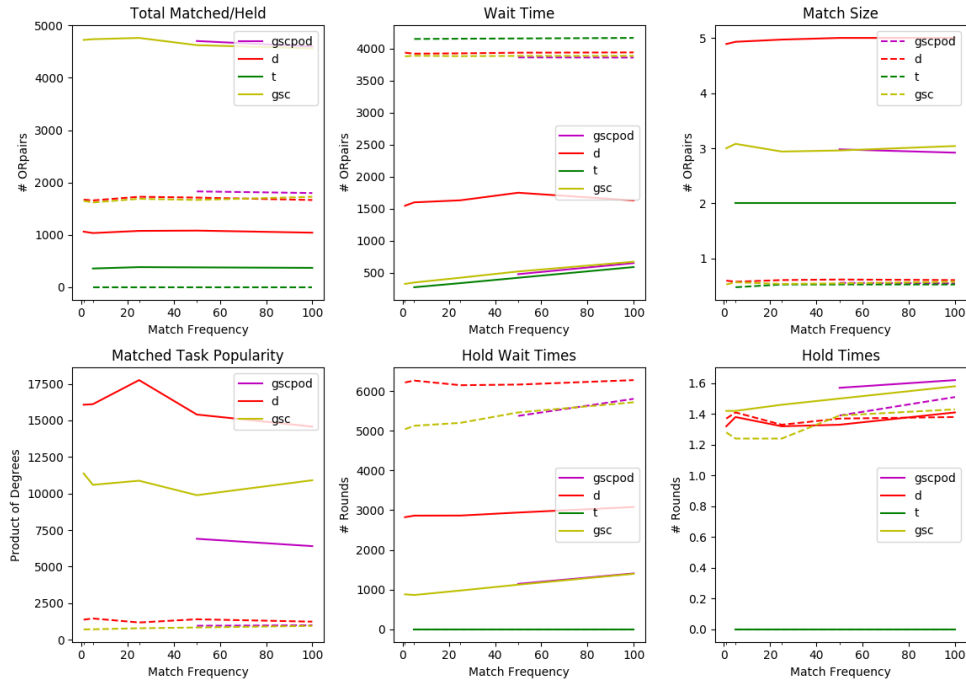 Total Matched/Held
5000
4000
3000
2000
1000
0
# ORpairs
0 20 40 60 80 100
Match Frequency
gscpod
d
t
gsc
Wait Time
4000
3500
3000
2500
2000
1500
1000
500
# ORpairs
0 20 40 60 80 100
Match Frequency
gscpod
d
t
gsc
Match Size
5
4
3
2
1
# ORpairs
0 20 40 60 80 100
Match Frequency
gscpod
d
t
gsc
Matched Task Popularity
17500
15000
12500
10000
7500
5000
2500
0
Product of Degrees
0 20 40 60 80 100
Match Frequency
gscpod
d
gsc
Hold Wait Times
6000
5000
4000
3000
2000
1000
0
# Rounds
0 20 40 60 80 100
Match Frequency
gscpod
d
t
gsc
Hold Times
1.6
1.4
1.2
1.0
0.8
0.6
0.4
0.2
0.0
# Rounds
0 20 40 60 80 100
Match Frequency
gscpod
d
t
gsc